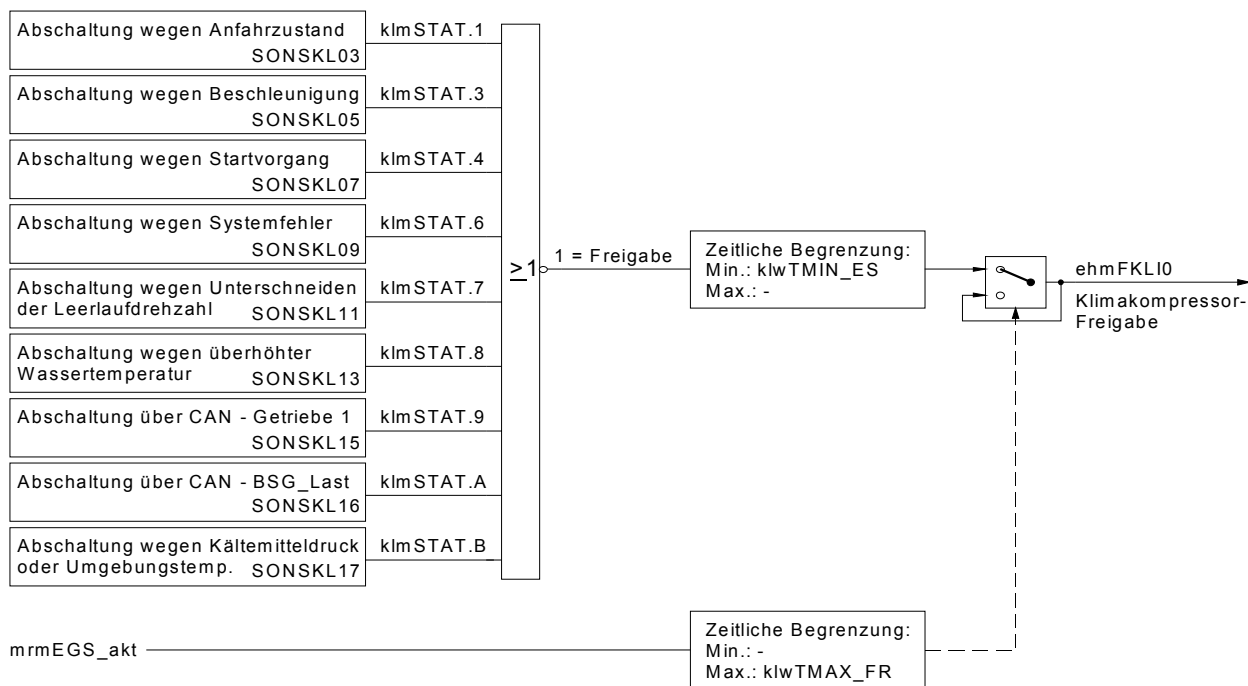 Abschaltung wegen Anfahrzustand
SONSKL03
klmSTAT.1
Abschaltung wegen Beschleunigung
SONSKL05
klmSTAT.3
Abschaltung wegen Startvorgang
SONSKL07
klmSTAT.4
Abschaltung wegen Systemfehler
SONSKL09
klmSTAT.6
Abschaltung wegen Unterschneiden
der Leerlaufdrehzahl SONSKL11
klmSTAT.7
Abschaltung wegen überhöhter
Wassertemperatur SONSKL13
klmSTAT.8
Abschaltung über CAN - Getriebe 1
SONSKL15
klmSTAT.9
Abschaltung über CAN - BSG_Last
SONSKL16
klmSTAT.A
Abschaltung wegen Kältemitteldruck
oder Umgebungstemp. SONSKL17
klmSTAT.B
≥1
1 = Freigabe
Zeitliche Begrenzung:
Min.: klwTMIN_ES
Max.: -
ehmFKLI0
Klimakompressor-
Freigabe
mrmEGS_akt
Zeitliche Begrenzung:
Min.: -
Max.: klwTMAX_FR